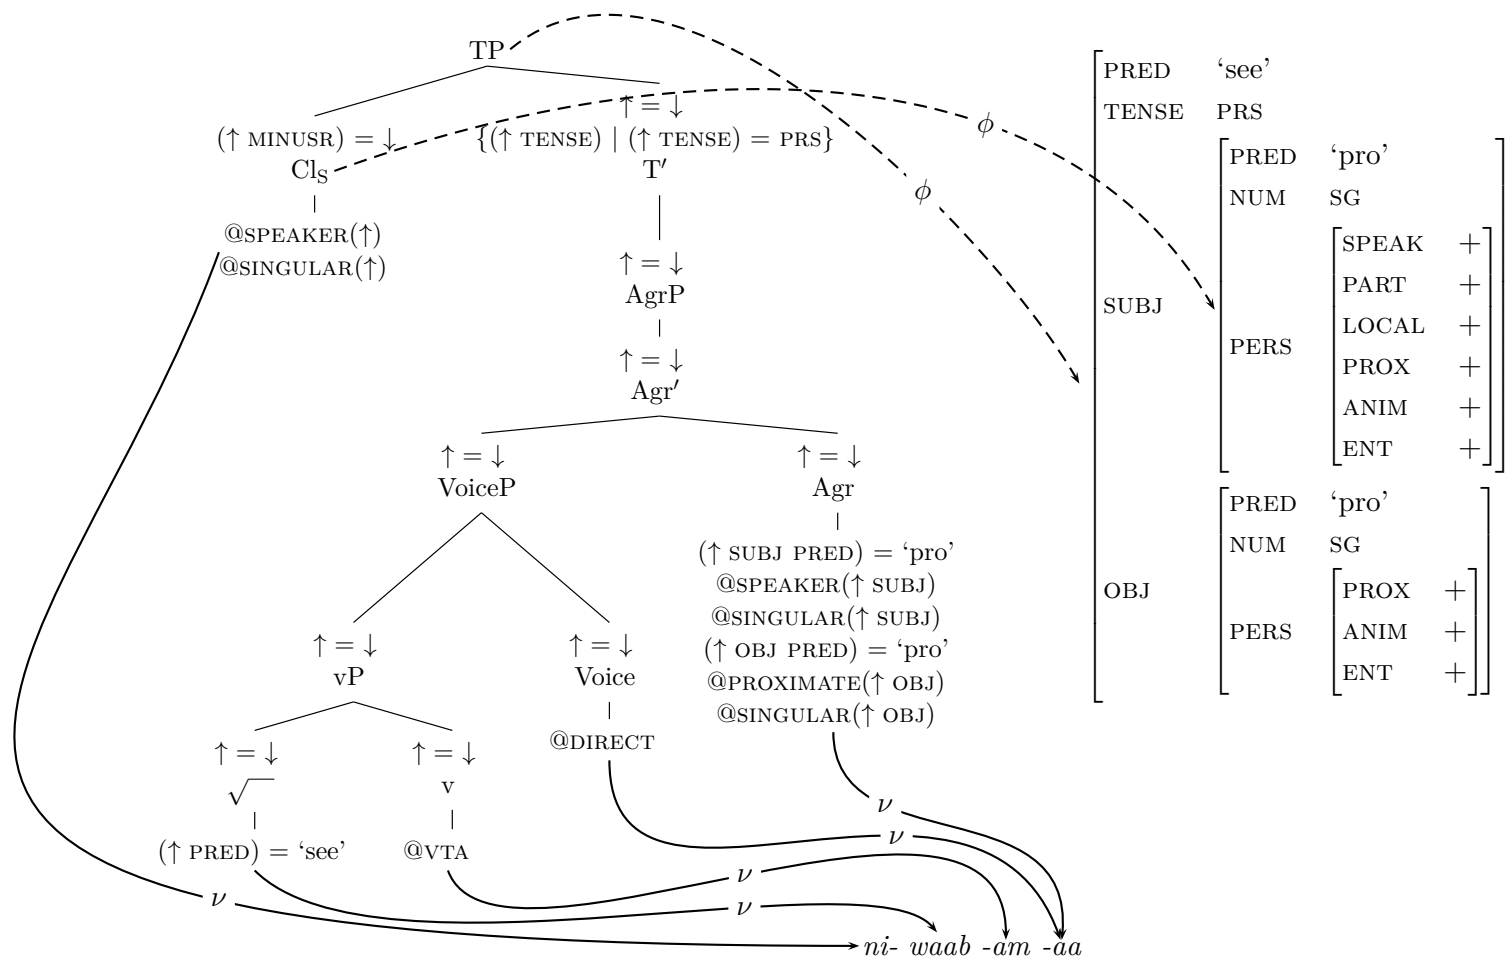 TP
(↑ MINUSR) = ↓
Cl_S
@SPEAKER(↑)
@SINGULAR(↑)
↑ = ↓
{(↑ TENSE) | (↑ TENSE) = PRS}
T′
↑ = ↓
AgrP
↑ = ↓
Agr′
↑ = ↓
VoiceP
↑ = ↓
Agr
(↑ SUBJ PRED) = ‘pro’
@SPEAKER(↑ SUBJ)
@SINGULAR(↑ SUBJ)
(↑ OBJ PRED) = ‘pro’
@PROXIMATE(↑ OBJ)
@SINGULAR(↑ OBJ)
↑ = ↓
vP
↑ = ↓
Voice
@DIRECT
↑ = ↓
√
(↑ PRED) = ‘see’
↑ = ↓
v
@VTA
ν
ν
ν
ν
ν
ni- waab -am -aa
ϕ
ϕ
PRED ‘see’
TENSE PRS
SUBJ
PRED ‘pro’
NUM SG
PERS
SPEAK +
PART +
LOCAL +
PROX +
ANIM +
ENT +
OBJ
PRED ‘pro’
NUM SG
PERS
PROX +
ANIM +
ENT +